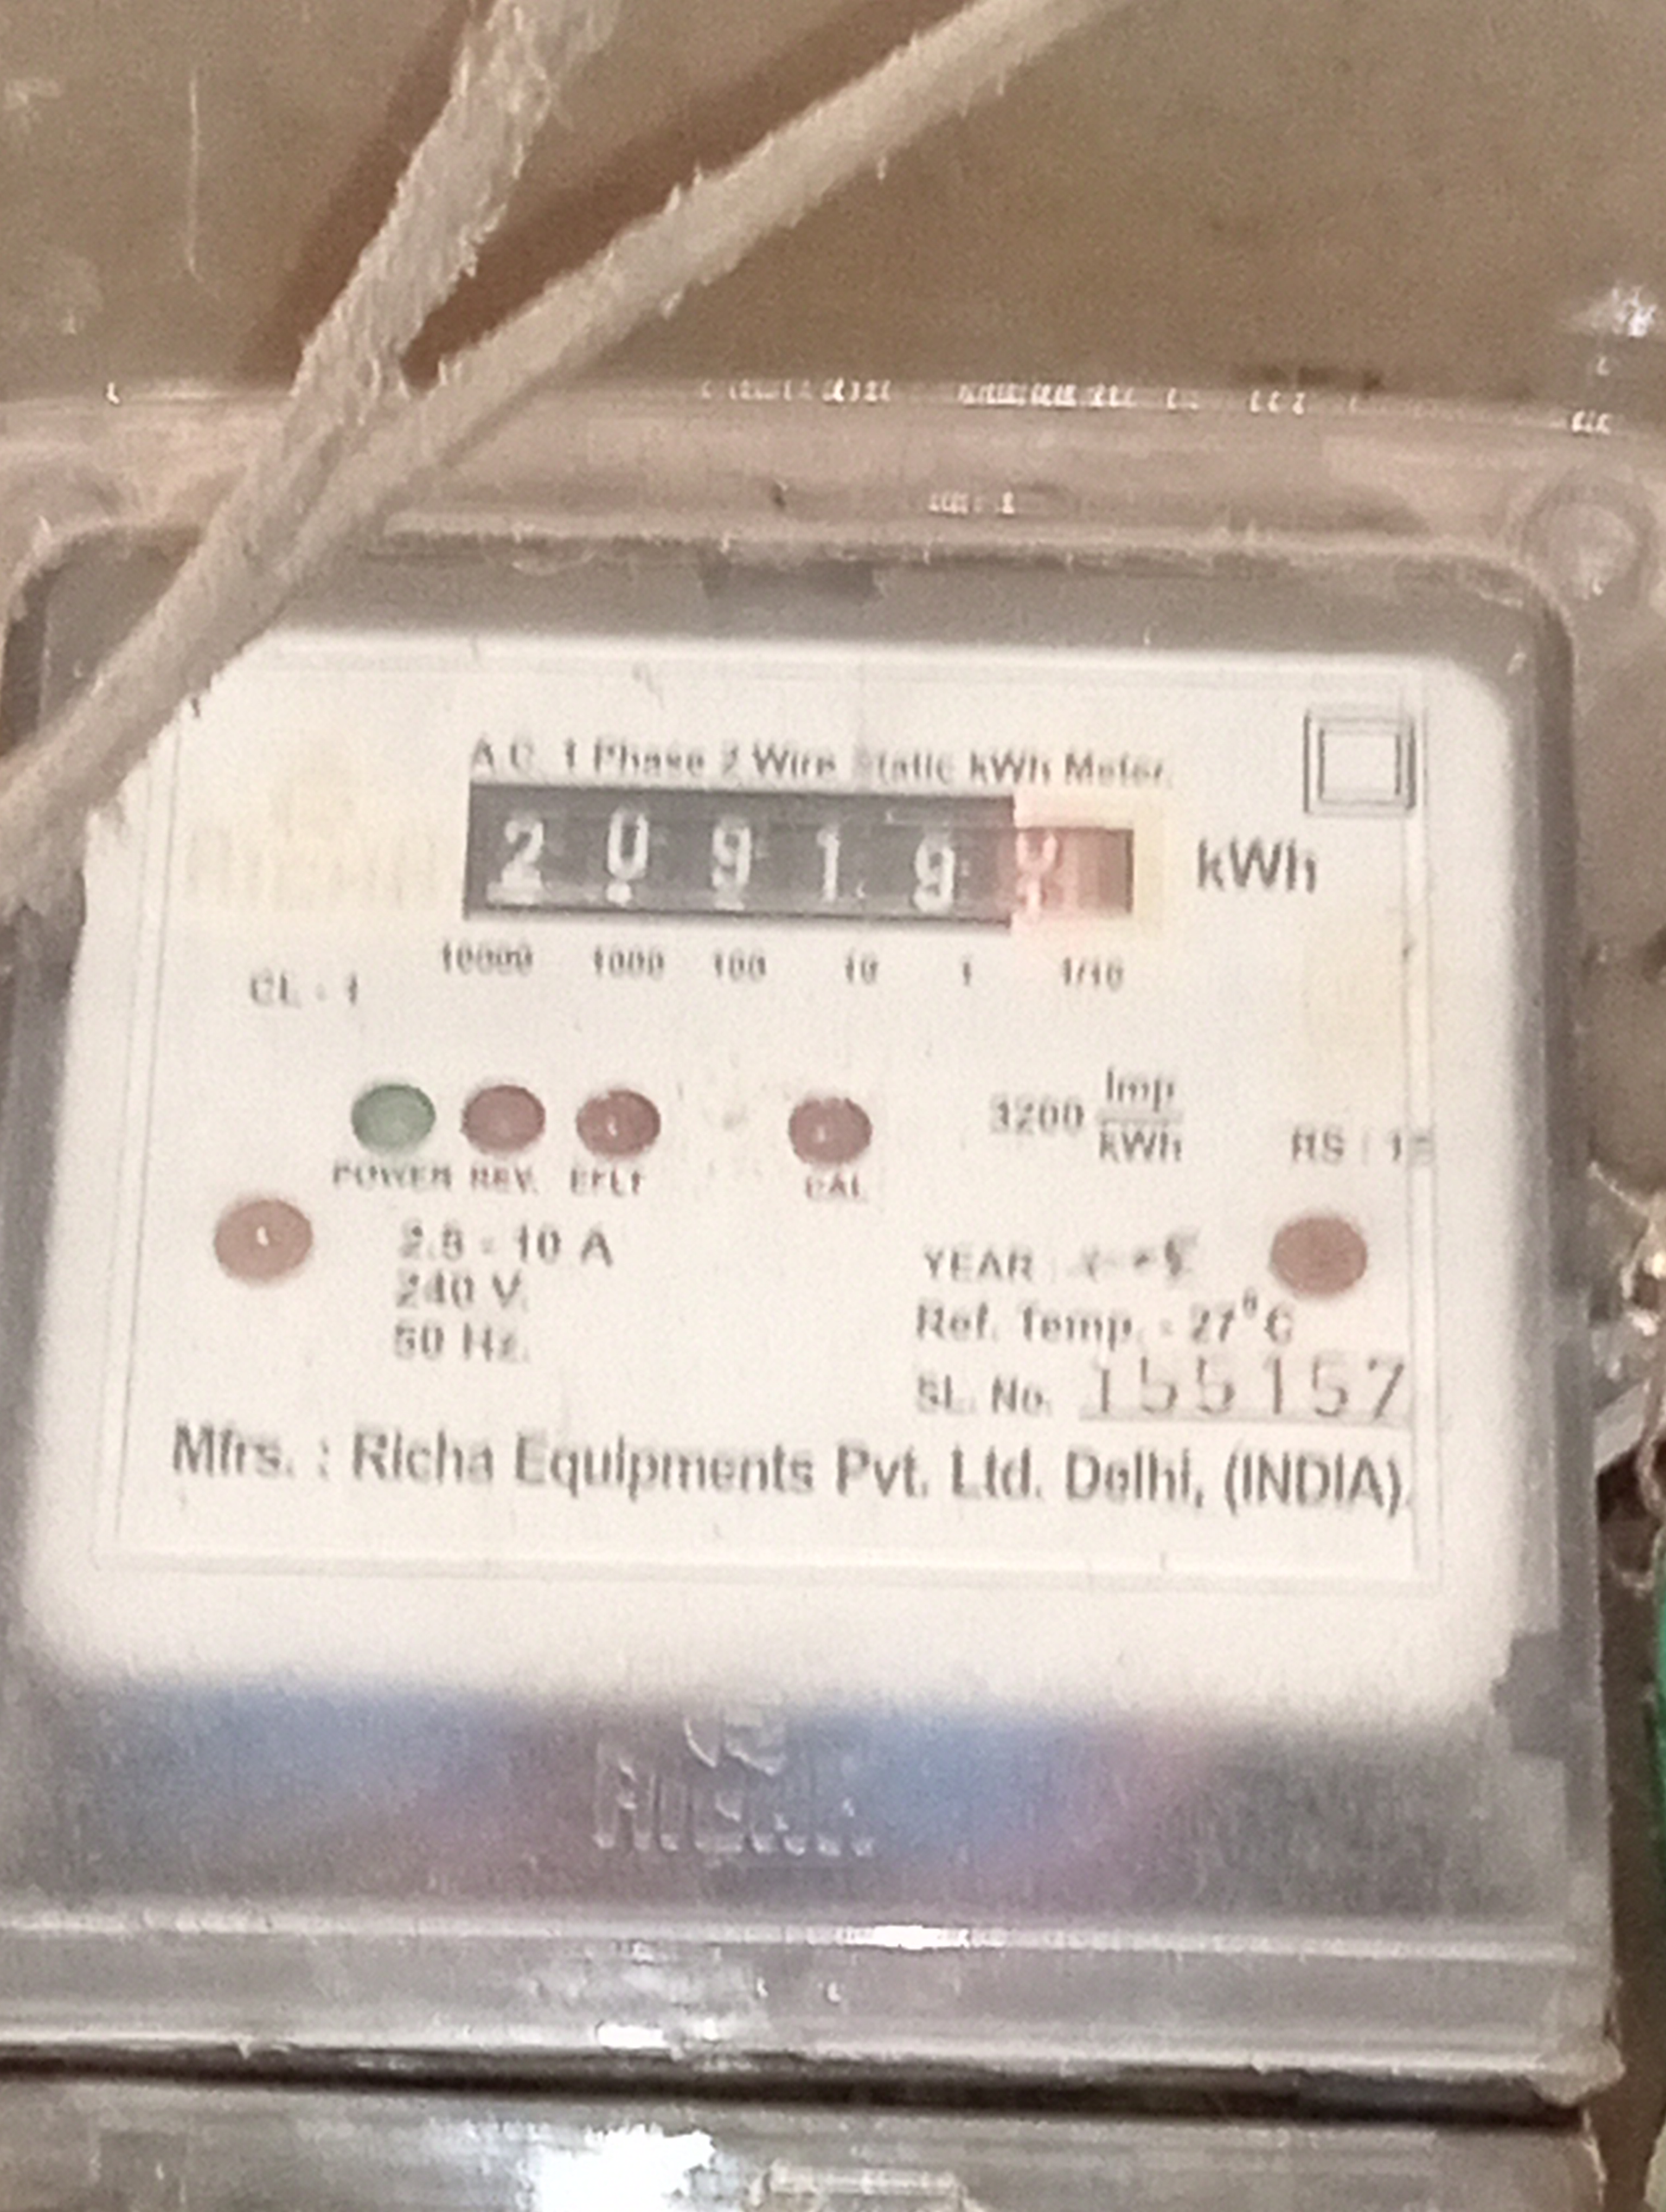 A.C. 1 Phase 2 Wire Static kWh Meter
2 0 9 1 9 kWh
10000 1000 100 10 1 1/10
CL - 1
3200 Imp/kWh
POWER REV. EFLT CAL
RS :
2.5 - 10 A
240 V.
50 Hz.
YEAR :
Ref. Temp. - 27°C
SL. No. 155157
Mfrs. : Richa Equipments Pvt. Ltd. Delhi, (INDIA).